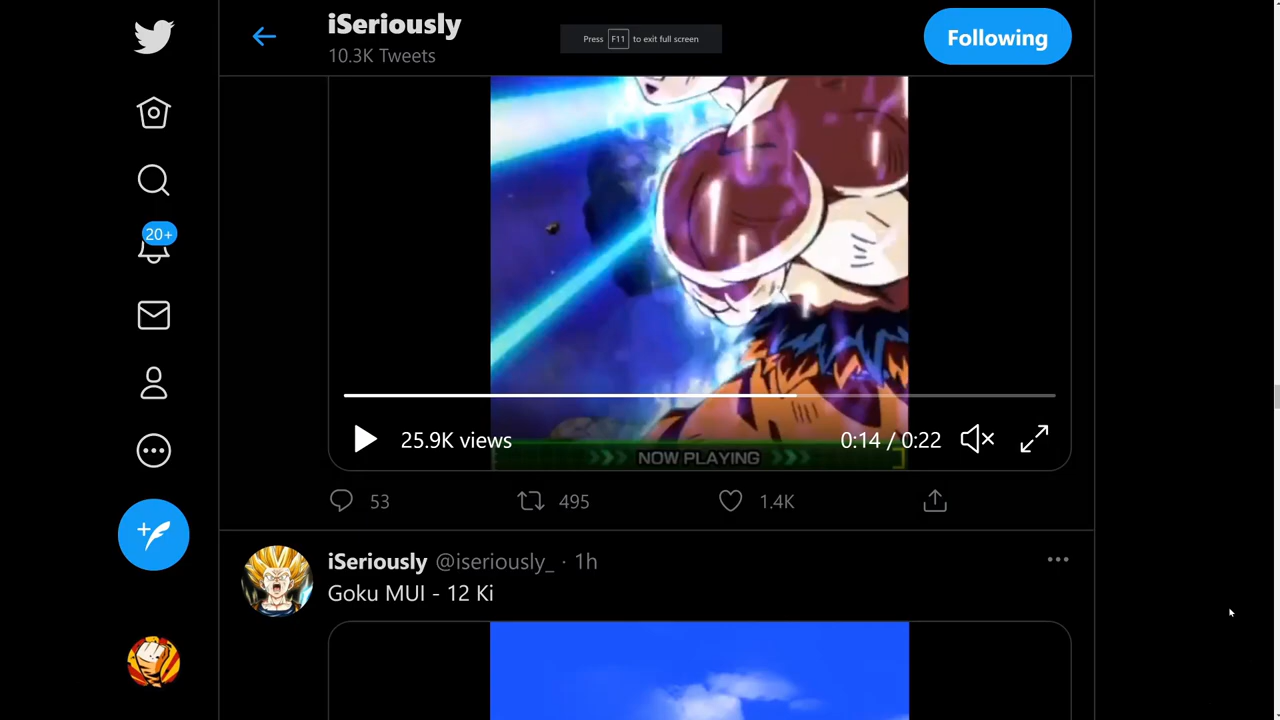 iSeriously
10.3K Tweets
Press F11 to exit full screen
Following
20+
25.9K views
0:14 / 0:22
NOW PLAYING
53
495
1.4K
iSeriously @iseriously_ · 1h
Goku MUI - 12 Ki